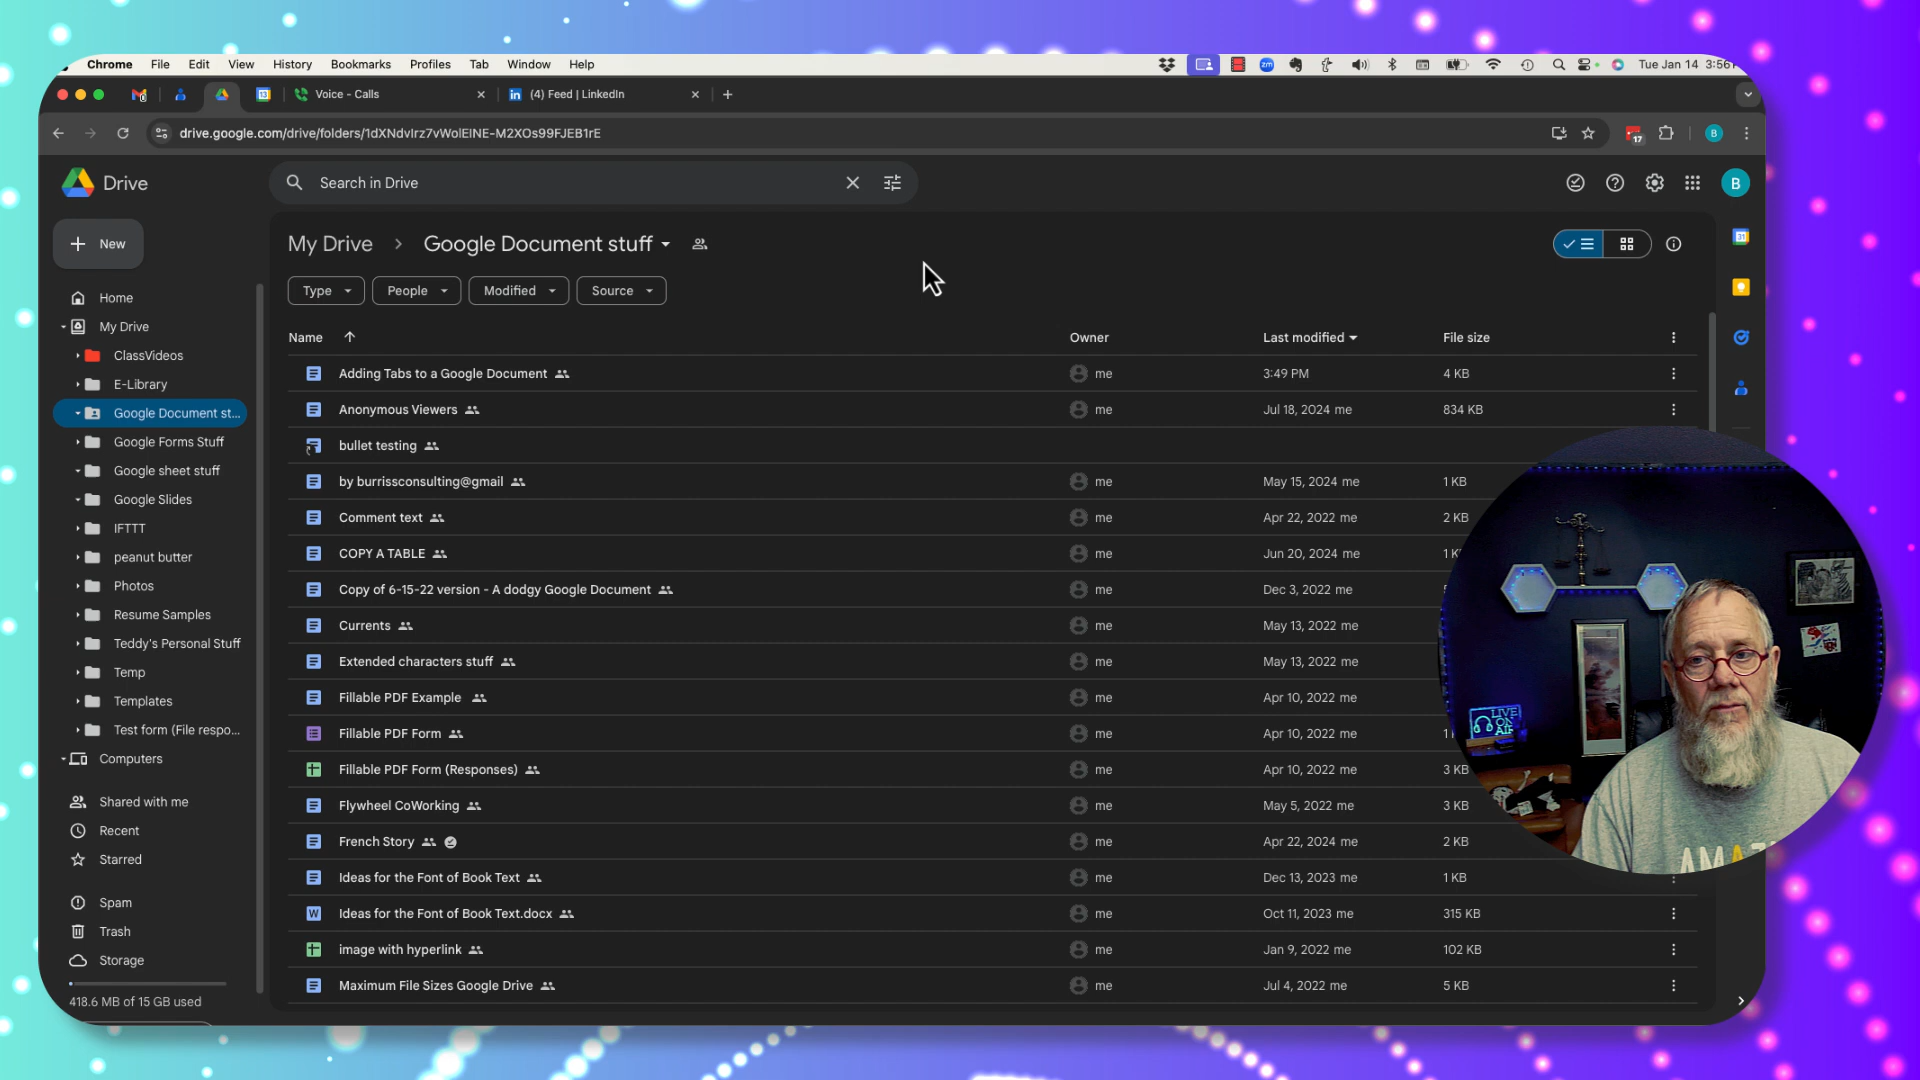 Chrome File Edit View History Bookmarks Profiles Tab Window Help Tue Jan 14 3:56
Voice - Calls (4) Feed | LinkedIn
drive.google.com/drive/folders/1dXNdvIrz7vWolEINE-M2XOs99FJEB1rE 17 B
Drive Search in Drive B
New
My Drive Google Document stuff
Type People Modified Source
Name Owner Last modified File size
Home
My Drive
ClassVideos
E-Library
Google Document st...
Google Forms Stuff
Google sheet stuff
Google Slides
IFTTT
peanut butter
Photos
Resume Samples
Teddy's Personal Stuff
Temp
Templates
Test form (File respo...
Computers
Shared with me
Recent
Starred
Spam
Trash
Storage
418.6 MB of 15 GB used
Adding Tabs to a Google Document me 3:49 PM 4 KB
Anonymous Viewers me Jul 18, 2024 me 834 KB
bullet testing
by burrissconsulting@gmail me May 15, 2024 me 1 KB
Comment text me Apr 22, 2022 me 2 KB
COPY A TABLE me Jun 20, 2024 me
Copy of 6-15-22 version - A dodgy Google Document me Dec 3, 2022 me
Currents me May 13, 2022 me
Extended characters stuff me May 13, 2022 me
Fillable PDF Example me Apr 10, 2022 me
Fillable PDF Form me Apr 10, 2022 me
Fillable PDF Form (Responses) me Apr 10, 2022 me 3 KB
Flywheel CoWorking me May 5, 2022 me 3 KB
French Story me Apr 22, 2024 me 2 KB
Ideas for the Font of Book Text me Dec 13, 2023 me 1 KB
Ideas for the Font of Book Text.docx me Oct 11, 2023 me 315 KB
image with hyperlink me Jan 9, 2022 me 102 KB
Maximum File Sizes Google Drive me Jul 4, 2022 me 5 KB
LIVE
ON
AIR